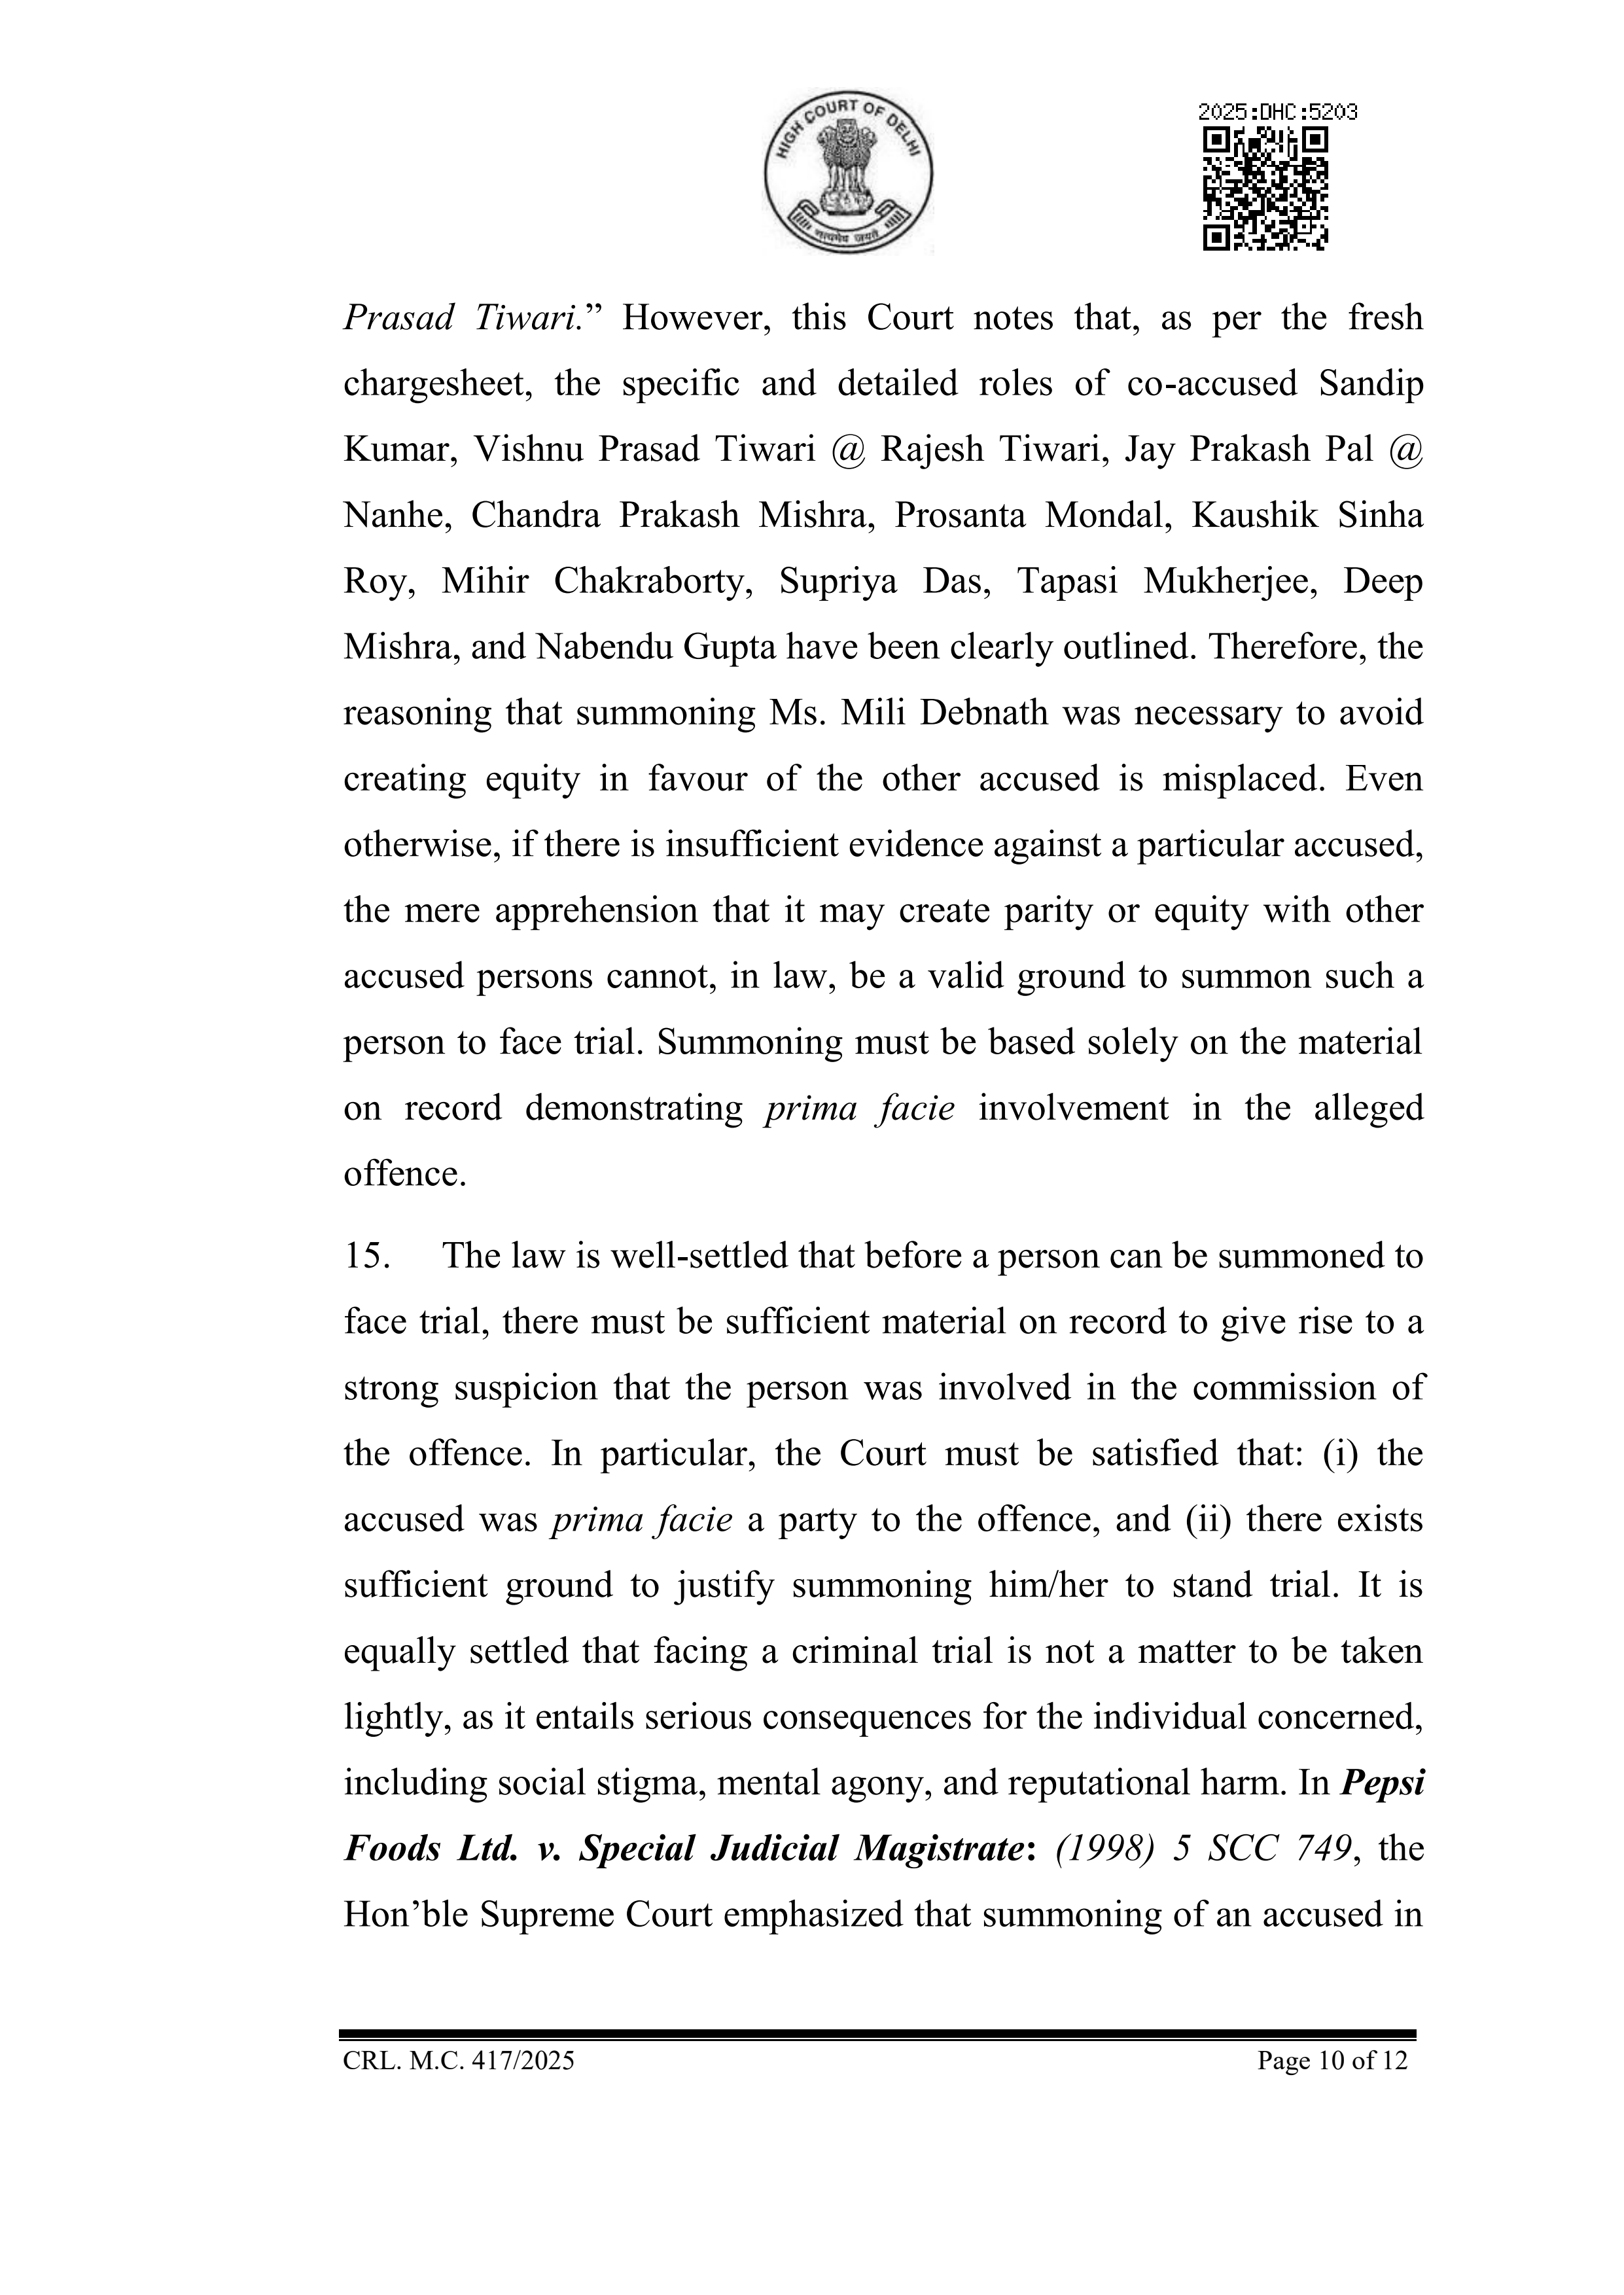 HIGH COURT OF DELHI
सत्यमेव जयते
2025:DHC:5203
Prasad Tiwari.” However, this Court notes that, as per the fresh
chargesheet, the specific and detailed roles of co-accused Sandip
Kumar, Vishnu Prasad Tiwari @ Rajesh Tiwari, Jay Prakash Pal @
Nanhe, Chandra Prakash Mishra, Prosanta Mondal, Kaushik Sinha
Roy, Mihir Chakraborty, Supriya Das, Tapasi Mukherjee, Deep
Mishra, and Nabendu Gupta have been clearly outlined. Therefore, the
reasoning that summoning Ms. Mili Debnath was necessary to avoid
creating equity in favour of the other accused is misplaced. Even
otherwise, if there is insufficient evidence against a particular accused,
the mere apprehension that it may create parity or equity with other
accused persons cannot, in law, be a valid ground to summon such a
person to face trial. Summoning must be based solely on the material
on record demonstrating prima facie involvement in the alleged
offence.
15. The law is well-settled that before a person can be summoned to
face trial, there must be sufficient material on record to give rise to a
strong suspicion that the person was involved in the commission of
the offence. In particular, the Court must be satisfied that: (i) the
accused was prima facie a party to the offence, and (ii) there exists
sufficient ground to justify summoning him/her to stand trial. It is
equally settled that facing a criminal trial is not a matter to be taken
lightly, as it entails serious consequences for the individual concerned,
including social stigma, mental agony, and reputational harm. In Pepsi
Foods Ltd. v. Special Judicial Magistrate: (1998) 5 SCC 749, the
Hon’ble Supreme Court emphasized that summoning of an accused in
CRL. M.C. 417/2025 Page 10 of 12